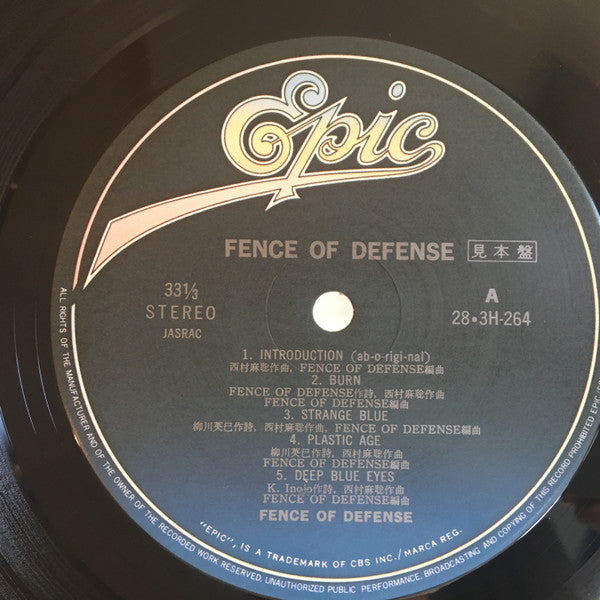 Epic
FENCE OF DEFENSE 見本盤
33 1/3
STEREO
JASRAC
A
28•3H-264
1. INTRODUCTION (ab-o-rigi-nal)
西村麻聡作曲, FENCE OF DEFENSE編曲
2. BURN
FENCE OF DEFENSE作詩, 西村麻聡作曲
FENCE OF DEFENSE編曲
3. STRANGE BLUE
柳川英巳作詩, 西村麻聡作曲, FENCE OF DEFENSE編曲
4. PLASTIC AGE
柳川英巳作詩, 西村麻聡作曲
FENCE OF DEFENSE編曲
5. DEEP BLUE EYES
K. Inojo作詩, 西村麻聡作曲
FENCE OF DEFENSE編曲
FENCE OF DEFENSE
ALL RIGHTS OF THE MANUFACTURER AND OF THE OWNER OF THE RECORDED WORK RESERVED. UNAUTHORIZED PUBLIC PERFORMANCE, BROADCASTING AND COPYING OF THIS RECORD PROHIBITED EPIC
"EPIC", IS A TRADEMARK OF CBS INC./MARCA REG.